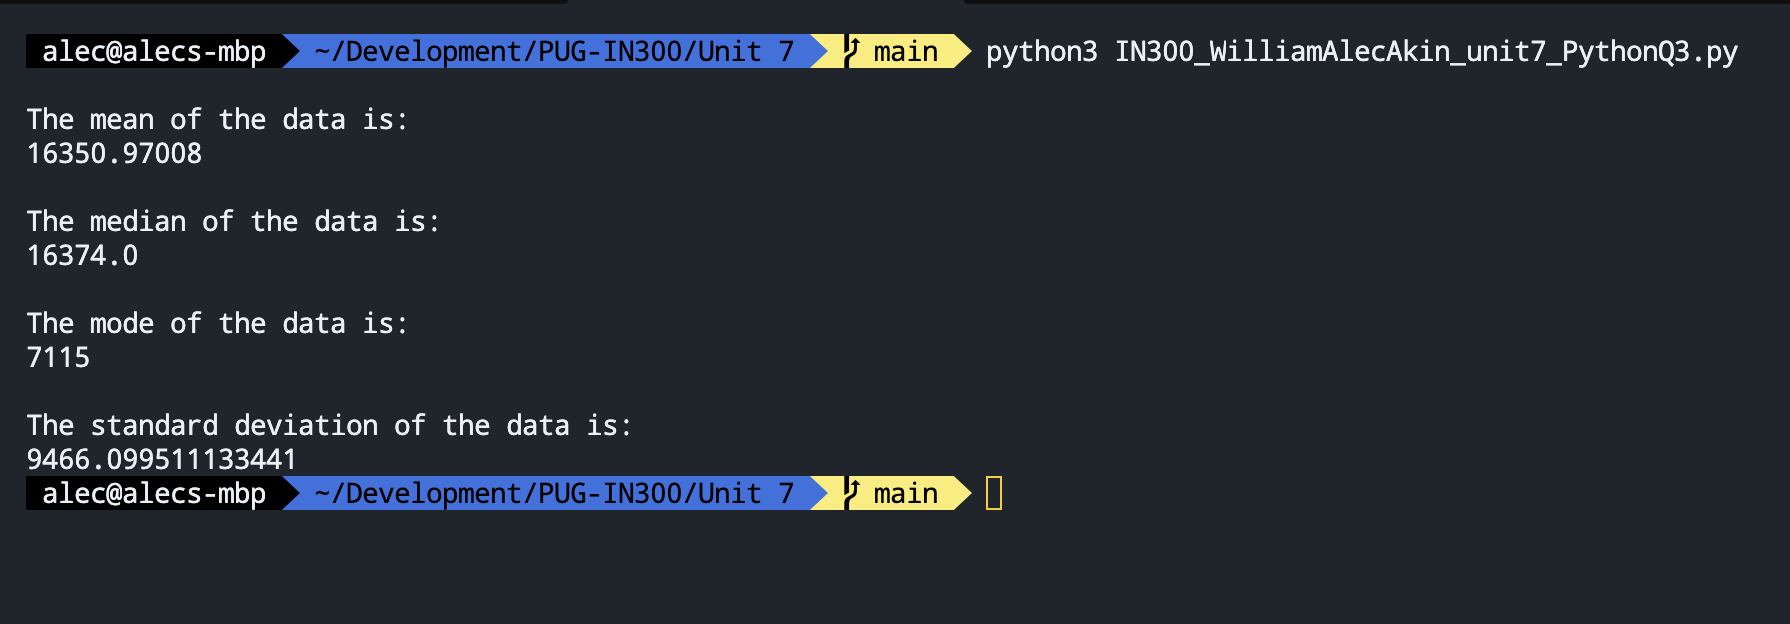 alec@alecs-mbp ~/Development/PUG-IN300/Unit 7 main python3 IN300_WilliamAlecAkin_unit7_PythonQ3.py
The mean of the data is:
16350.97008
The median of the data is:
16374.0
The mode of the data is:
7115
The standard deviation of the data is:
9466.099511133441
alec@alecs-mbp ~/Development/PUG-IN300/Unit 7 main